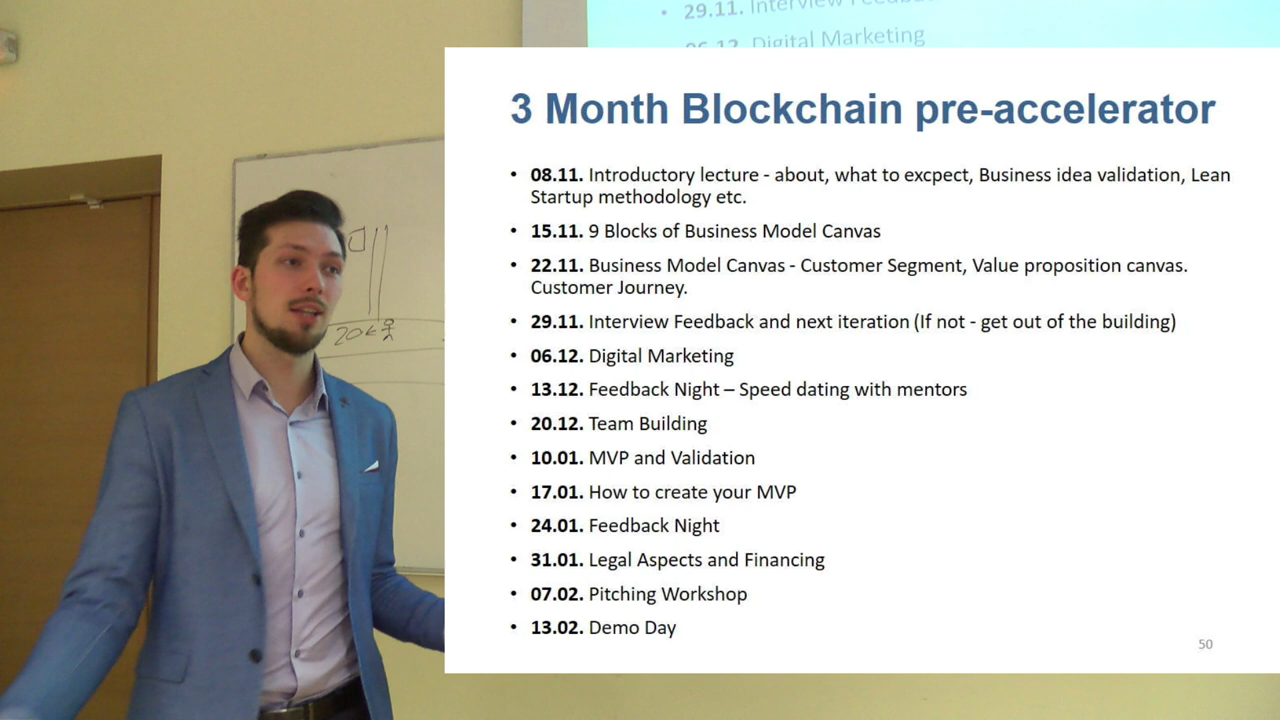 29.11. Interview Feedback
06.12. Digital Marketing
3 Month Blockchain pre-accelerator
• 08.11. Introductory lecture - about, what to excpect, Business idea validation, Lean
Startup methodology etc.
• 15.11. 9 Blocks of Business Model Canvas
• 22.11. Business Model Canvas - Customer Segment, Value proposition canvas.
Customer Journey.
• 29.11. Interview Feedback and next iteration (If not - get out of the building)
• 06.12. Digital Marketing
• 13.12. Feedback Night – Speed dating with mentors
• 20.12. Team Building
• 10.01. MVP and Validation
• 17.01. How to create your MVP
• 24.01. Feedback Night
• 31.01. Legal Aspects and Financing
• 07.02. Pitching Workshop
• 13.02. Demo Day
50
20